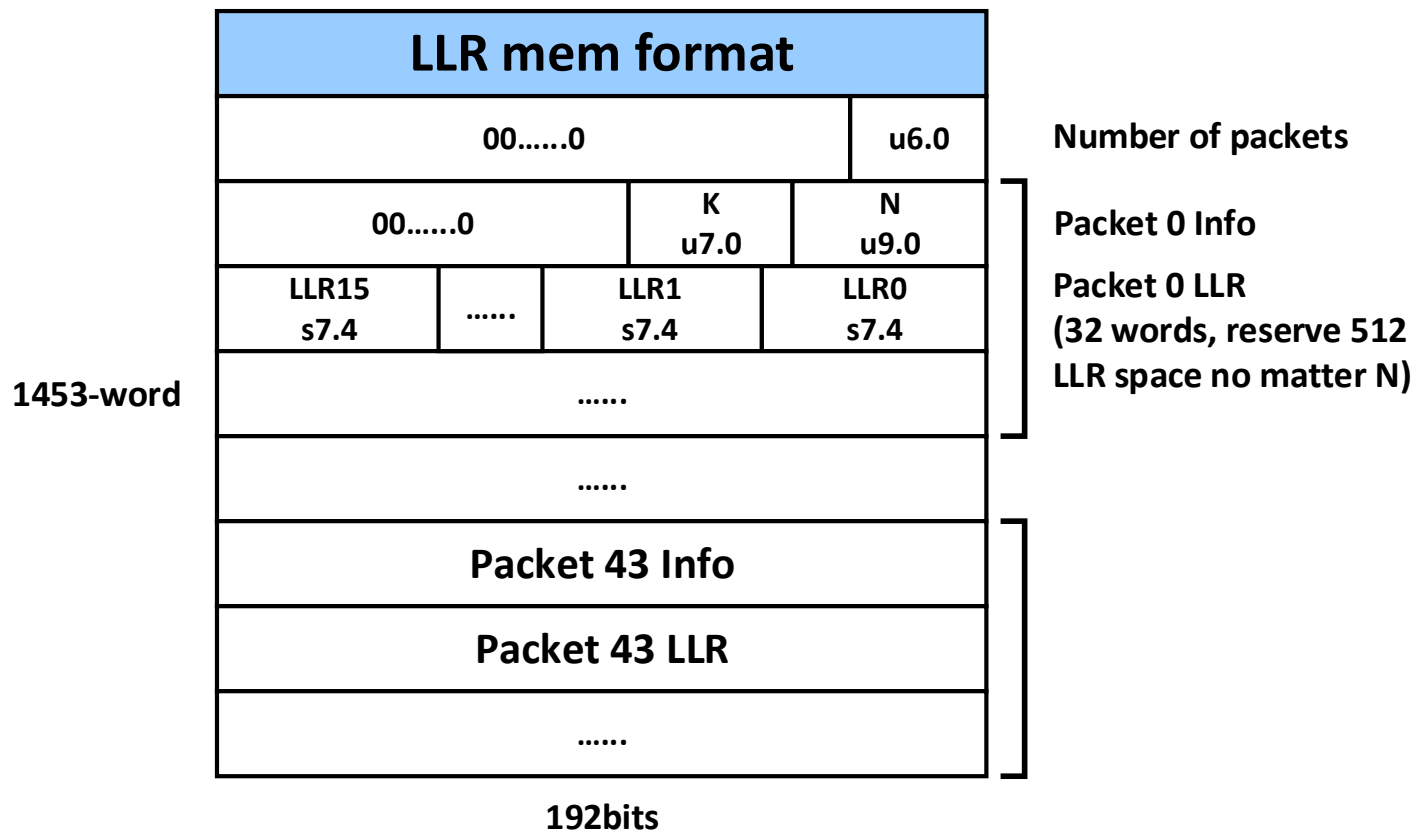 LLR mem format
00......0
u6.0
Number of packets
00......0
K
u7.0
N
u9.0
Packet 0 Info
LLR15
s7.4
......
LLR1
s7.4
LLR0
s7.4
Packet 0 LLR
(32 words, reserve 512
LLR space no matter N)
1453-word
......
......
Packet 43 Info
Packet 43 LLR
......
192bits